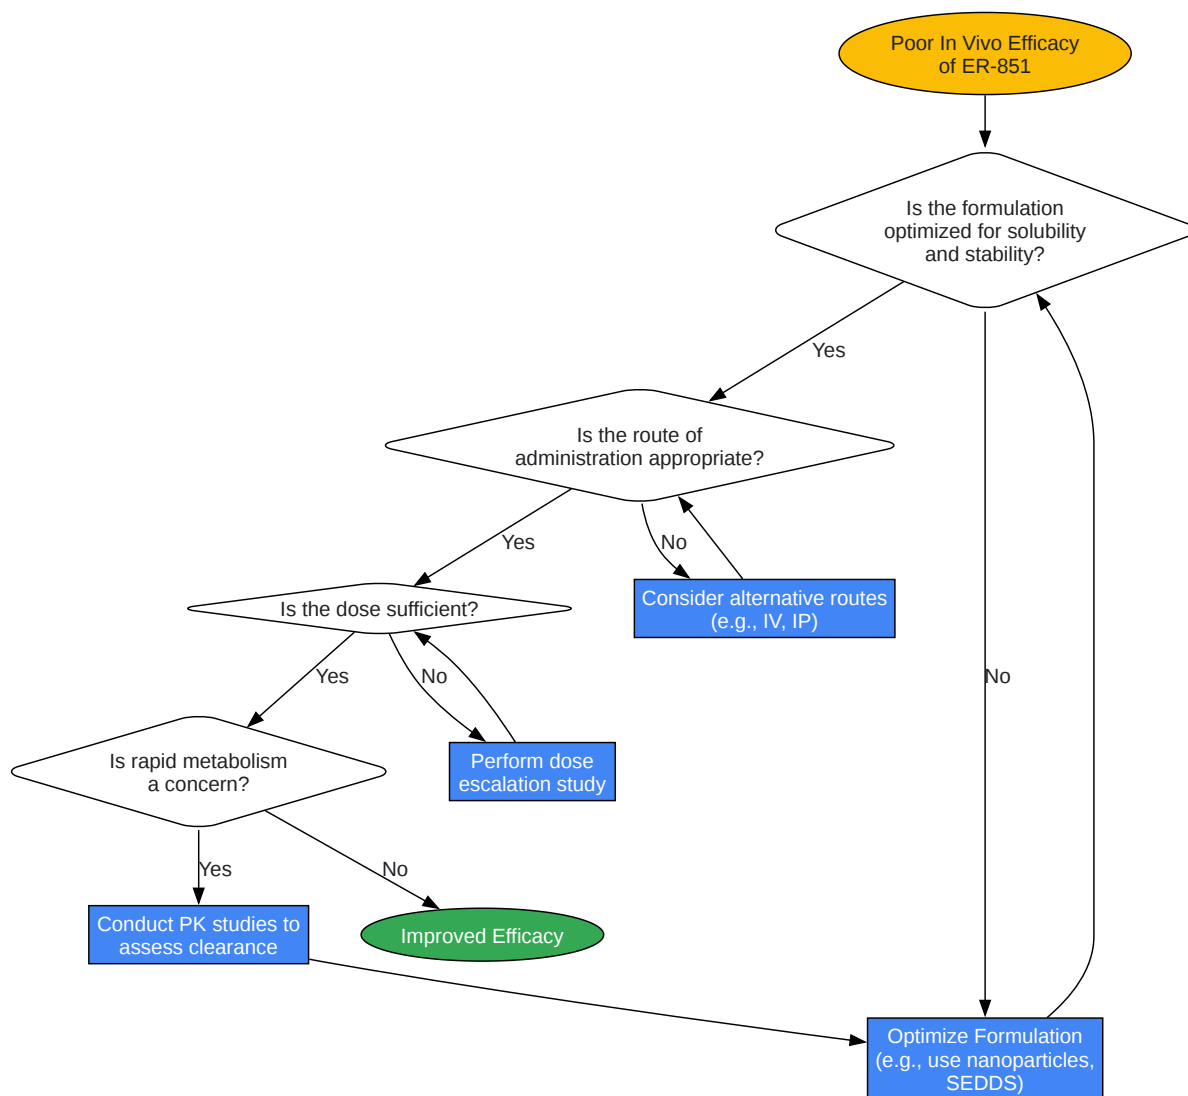 Poor In Vivo Efficacy
of ER-851
Is the formulation
optimized for solubility
and stability?
Yes
Is the route of
administration appropriate?
Yes
No
Consider alternative routes
(e.g., IV, IP)
Is the dose sufficient?
Yes
No
No
Perform dose
escalation study
Is rapid metabolism
a concern?
Yes
No
Conduct PK studies to
assess clearance
Improved Efficacy
Optimize Formulation
(e.g., use nanoparticles,
SEDDS)